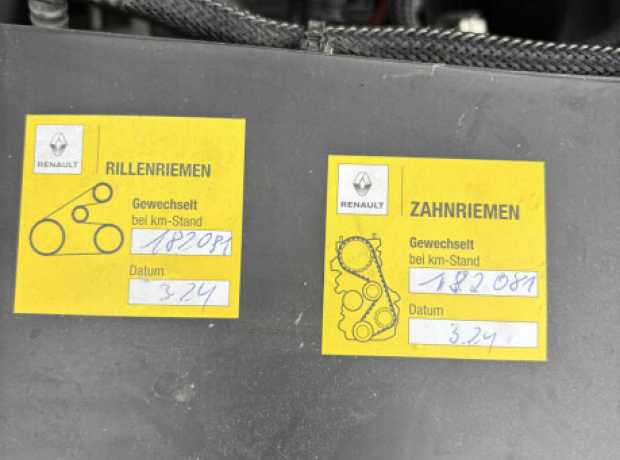 RENAULT
RILLENRIEMEN
Gewechselt
bei km-Stand
182081
Datum
3.24
RENAULT
ZAHNRIEMEN
Gewechselt
bei km-Stand
182081
Datum
3.24